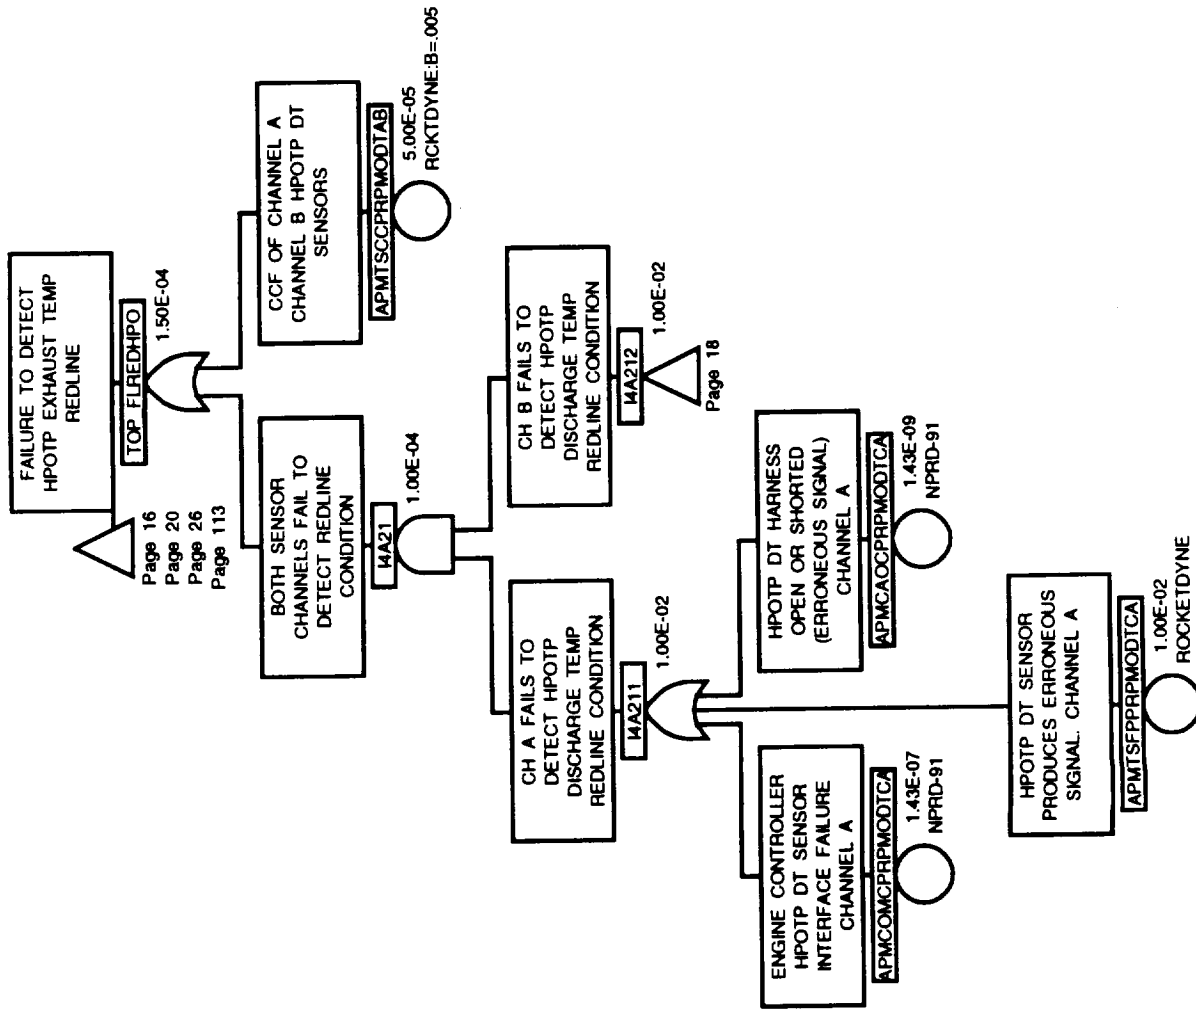 FAILURE TO DETECT
HPOTP EXHAUST TEMP
REDLINE
TOP FLREDHPO
1.50E-04
Page 16
Page 20
Page 26
Page 113
BOTH SENSOR
CHANNELS FAIL TO
DETECT REDLINE
CONDITION
I4A21
1.00E-04
CCF OF CHANNEL A
CHANNEL B HPOTP DT
SENSORS
APMTSCCPRPMODTAB
5.00E-05
RCKTDYNE:B=.005
CH A FAILS TO
DETECT HPOTP
DISCHARGE TEMP
REDLINE CONDITION
I4A211
1.00E-02
CH B FAILS TO
DETECT HPOTP
DISCHARGE TEMP
REDLINE CONDITION
I4A212
1.00E-02
Page 18
ENGINE CONTROLLER
HPOTP DT SENSOR
INTERFACE FAILURE
CHANNEL A
APMCOMCPRPMODTCA
1.43E-07
NPRD-91
HPOTP DT HARNESS
OPEN OR SHORTED
(ERRONEOUS SIGNAL)
CHANNEL A
APMCAOCPRPMODTCA
1.43E-09
NPRD-91
HPOTP DT SENSOR
PRODUCES ERRONEOUS
SIGNAL. CHANNEL A
APMTSFPPRPMODTCA
1.00E-02
ROCKETDYNE